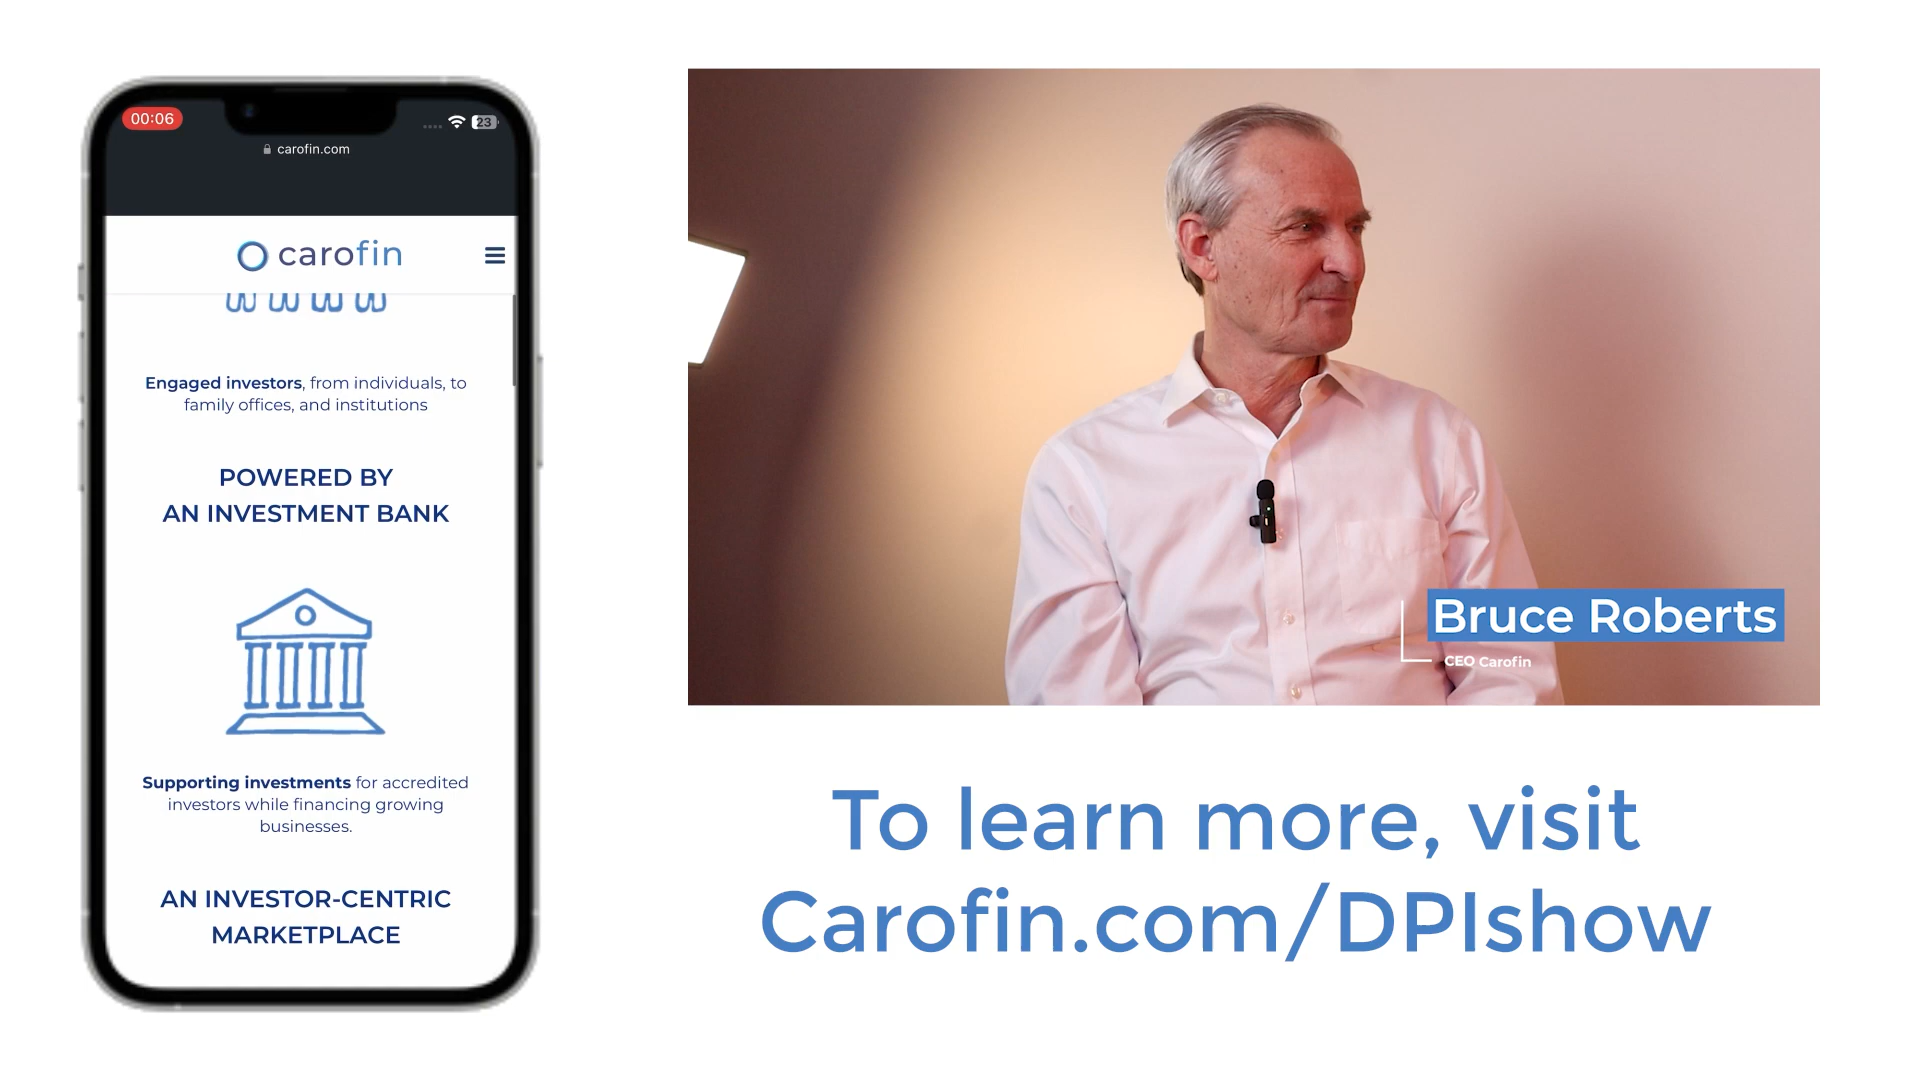 00:06
23
carofin.com
carofin
Engaged investors, from individuals, to
family offices, and institutions
POWERED BY
AN INVESTMENT BANK
Supporting investments for accredited
investors while financing growing
businesses.
AN INVESTOR-CENTRIC
MARKETPLACE
Bruce Roberts
CEO Carofin
To learn more, visit
Carofin.com/DPIshow